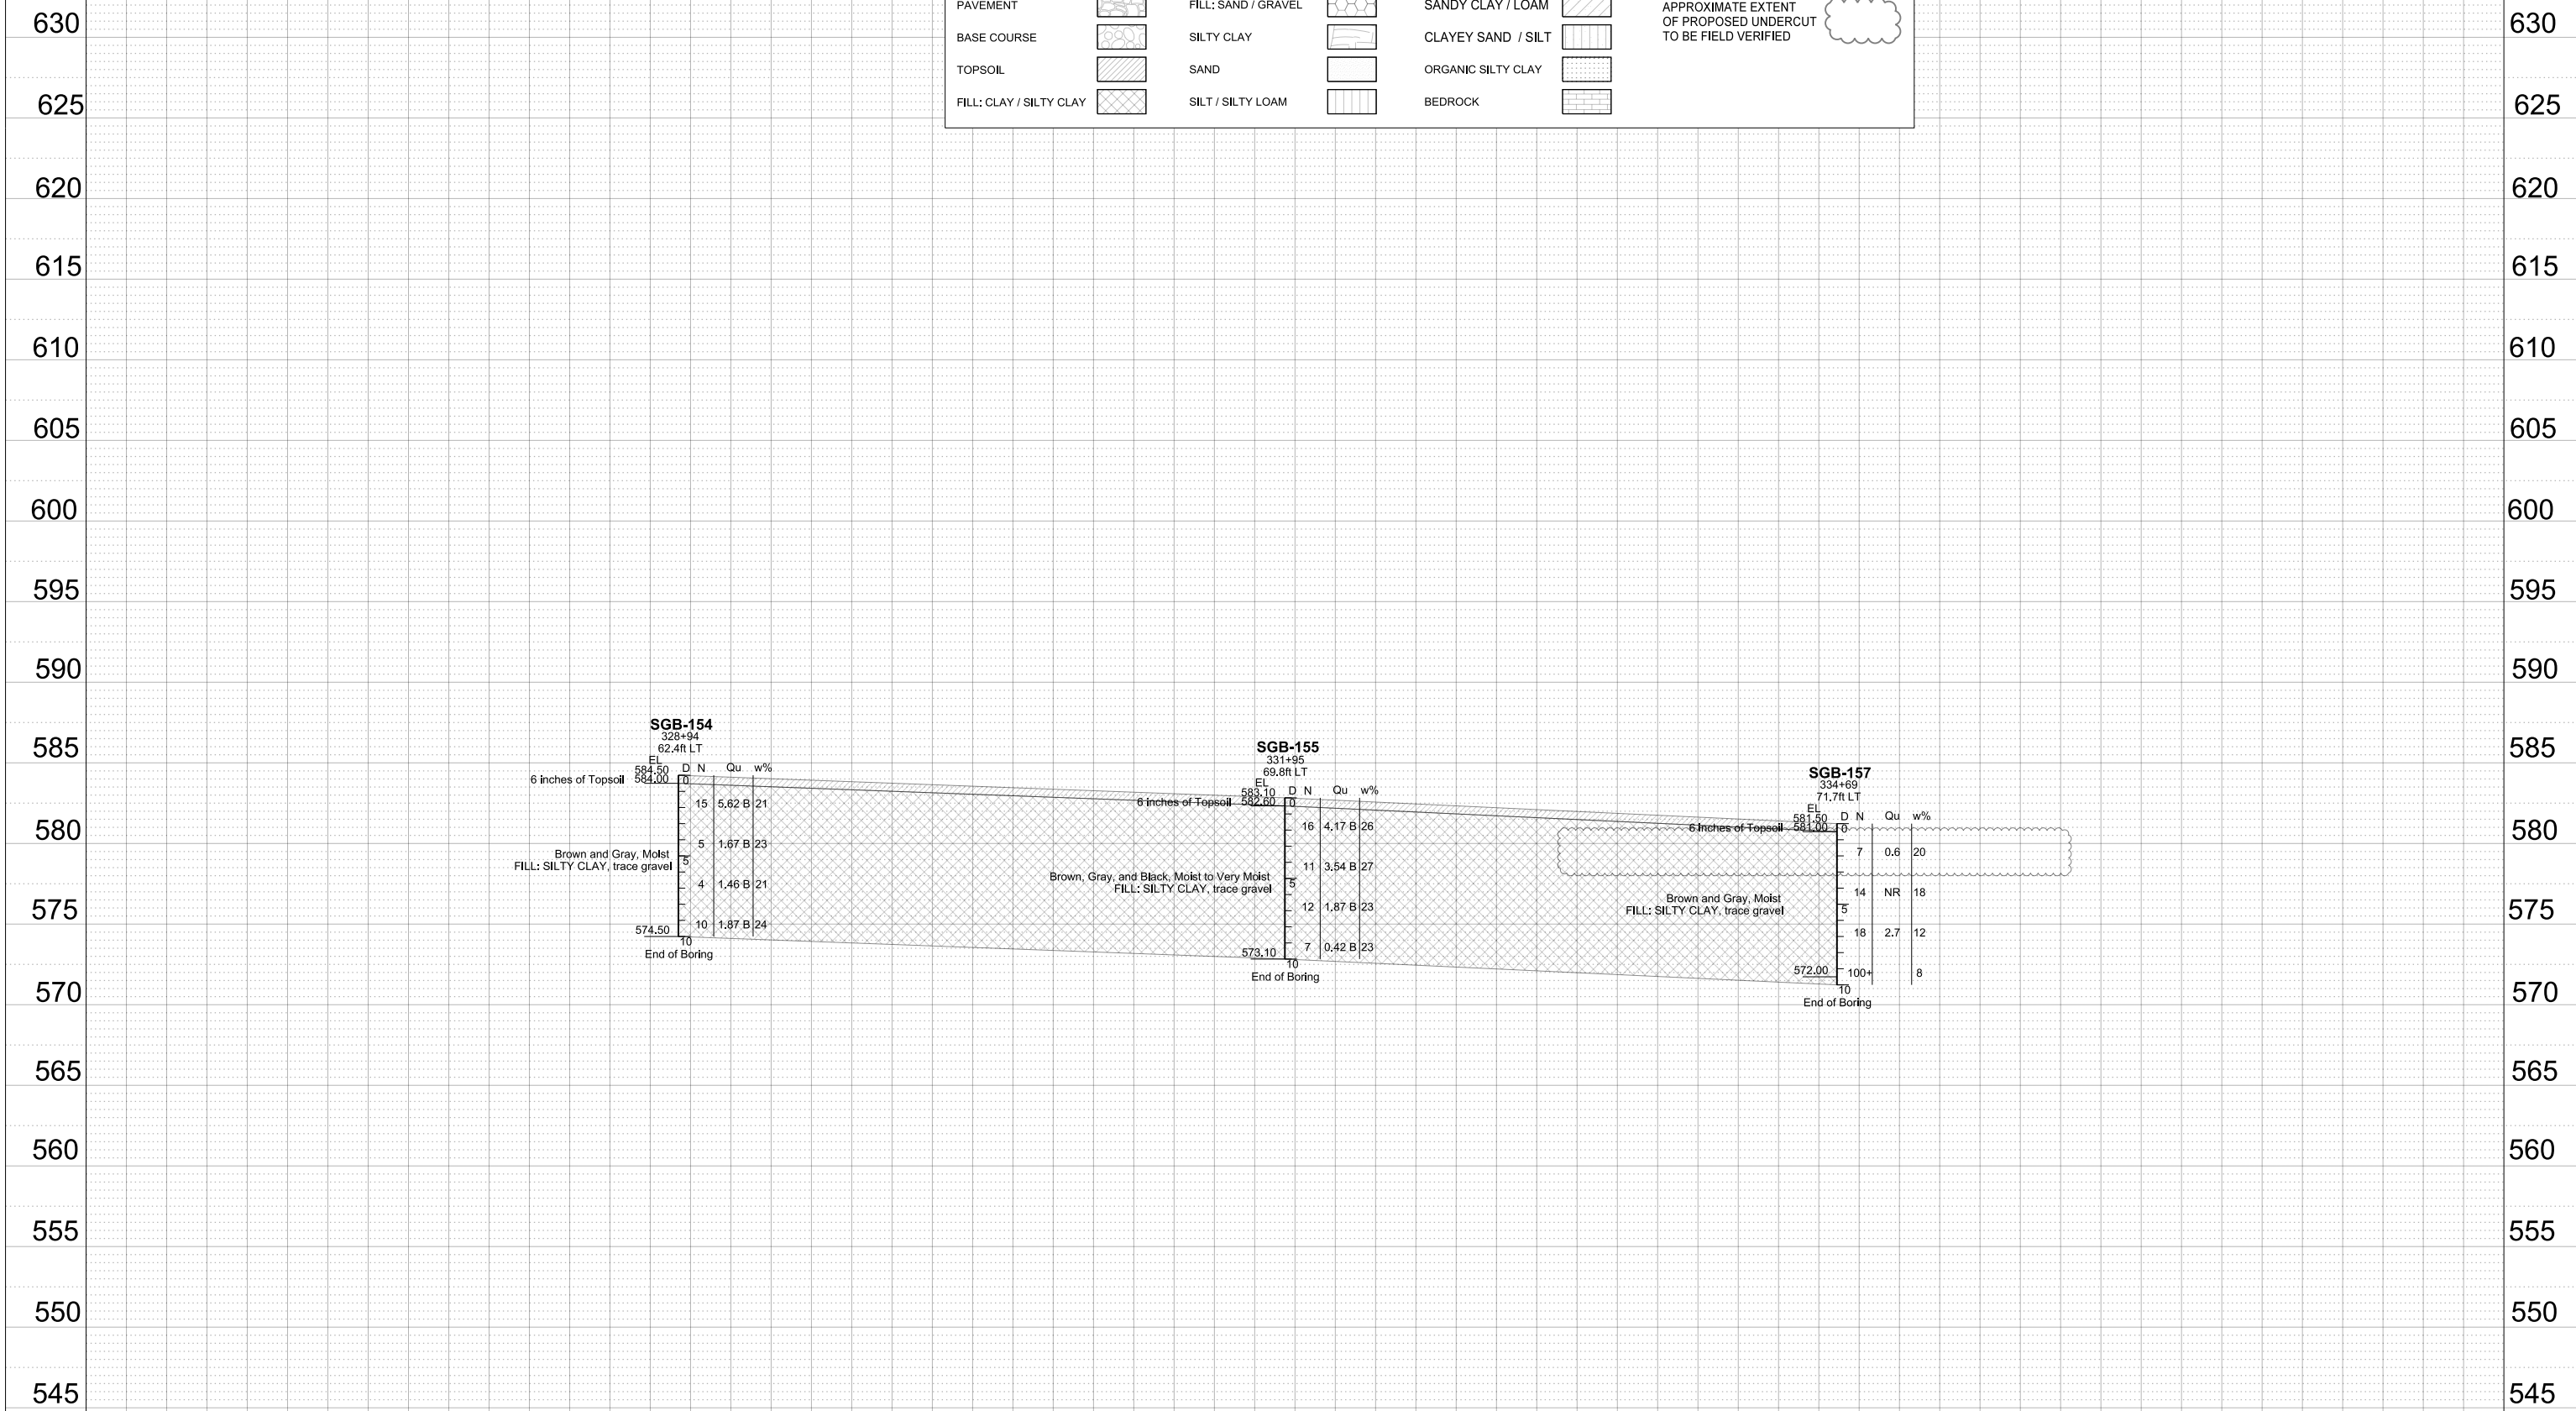 630
625
620
615
610
605
600
595
590
585
580
575
570
565
560
555
550
545
PAVEMENT
BASE COURSE
TOPSOIL
FILL: CLAY / SILTY CLAY
FILL: SAND / GRAVEL
SILTY CLAY
SAND
SILT / SILTY LOAM
SANDY CLAY / LOAM
CLAYEY SAND / SILT
ORGANIC SILTY CLAY
BEDROCK
APPROXIMATE EXTENT
OF PROPOSED UNDERCUT
TO BE FIELD VERIFIED
SGB-154
328+94
62.4ft LT
EL
584.50 D N Qu w%
6 inches of Topsoil 584.00 0
15 5.62 B 21
5 1.67 B 23
Brown and Gray, Moist
FILL: SILTY CLAY, trace gravel 5
4 1.46 B 21
10 1.87 B 24
574.50
10
End of Boring
SGB-155
331+95
69.8ft LT
EL
583.10 D N Qu w%
6 inches of Topsoil 582.60 0
16 4.17 B 26
11 3.54 B 27
Brown, Gray, and Black, Moist to Very Moist
FILL: SILTY CLAY, trace gravel 5
12 1.87 B 23
7 0.42 B 23
573.10
10
End of Boring
SGB-157
334+69
71.7ft LT
EL
581.50 D N Qu w%
6 inches of Topsoil 581.00 0
7 0.6 20
14 NR 18
Brown and Gray, Moist
FILL: SILTY CLAY, trace gravel 5
18 2.7 12
572.00 100+ 8
10
End of Boring
630
625
620
615
610
605
600
595
590
585
580
575
570
565
560
555
550
545